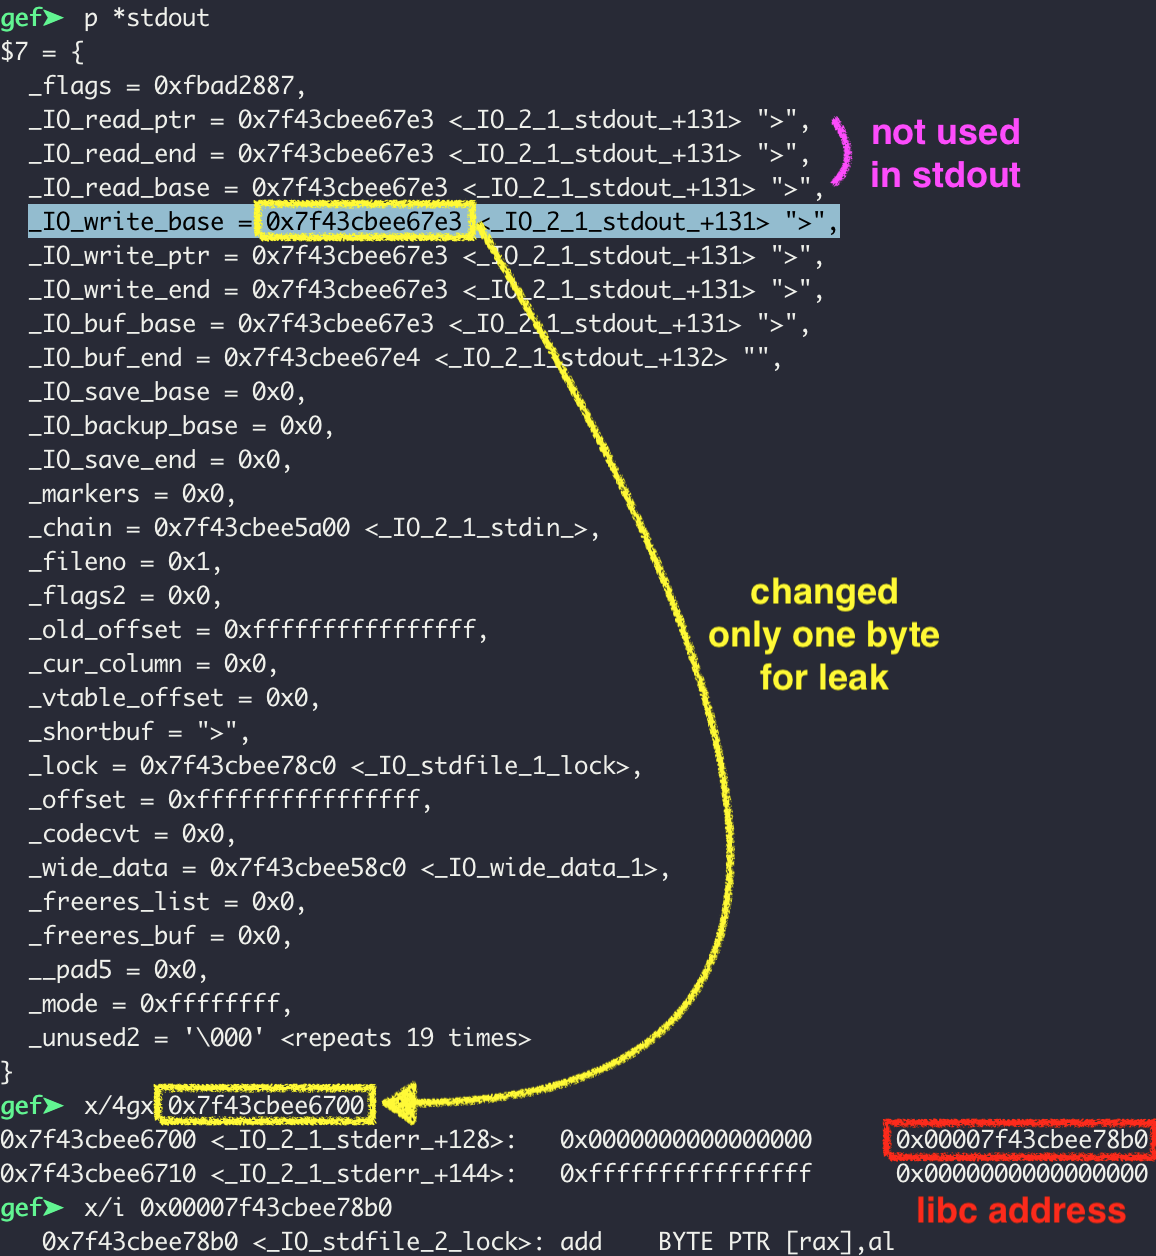 gef➤  p *stdout
$7 = {
  _flags = 0xfbad2887,
  _IO_read_ptr = 0x7f43cbee67e3 <_IO_2_1_stdout_+131> ">",
  _IO_read_end = 0x7f43cbee67e3 <_IO_2_1_stdout_+131> ">",
  _IO_read_base = 0x7f43cbee67e3 <_IO_2_1_stdout_+131> ">",
not used
in stdout
  _IO_write_base = 0x7f43cbee67e3 <_IO_2_1_stdout_+131> ">",
  _IO_write_ptr = 0x7f43cbee67e3 <_IO_2_1_stdout_+131> ">",
  _IO_write_end = 0x7f43cbee67e3 <_IO_2_1_stdout_+131> ">",
  _IO_buf_base = 0x7f43cbee67e3 <_IO_2_1_stdout_+131> ">",
  _IO_buf_end = 0x7f43cbee67e4 <_IO_2_1_stdout_+132> "",
  _IO_save_base = 0x0,
  _IO_backup_base = 0x0,
  _IO_save_end = 0x0,
  _markers = 0x0,
  _chain = 0x7f43cbee5a00 <_IO_2_1_stdin_>,
  _fileno = 0x1,
  _flags2 = 0x0,
  _old_offset = 0xffffffffffffffff,
  _cur_column = 0x0,
  _vtable_offset = 0x0,
changed
only one byte
for leak
  _shortbuf = ">",
  _lock = 0x7f43cbee78c0 <_IO_stdfile_1_lock>,
  _offset = 0xffffffffffffffff,
  _codecvt = 0x0,
  _wide_data = 0x7f43cbee58c0 <_IO_wide_data_1>,
  _freeres_list = 0x0,
  _freeres_buf = 0x0,
  __pad5 = 0x0,
  _mode = 0xffffffff,
  _unused2 = '\000' <repeats 19 times>
}
gef➤  x/4gx 0x7f43cbee6700
0x7f43cbee6700 <_IO_2_1_stderr_+128>:   0x0000000000000000      0x00007f43cbee78b0
0x7f43cbee6710 <_IO_2_1_stderr_+144>:   0xffffffffffffffff      0x0000000000000000
gef➤  x/i 0x00007f43cbee78b0
libc address
   0x7f43cbee78b0 <_IO_stdfile_2_lock>: add    BYTE PTR [rax],al